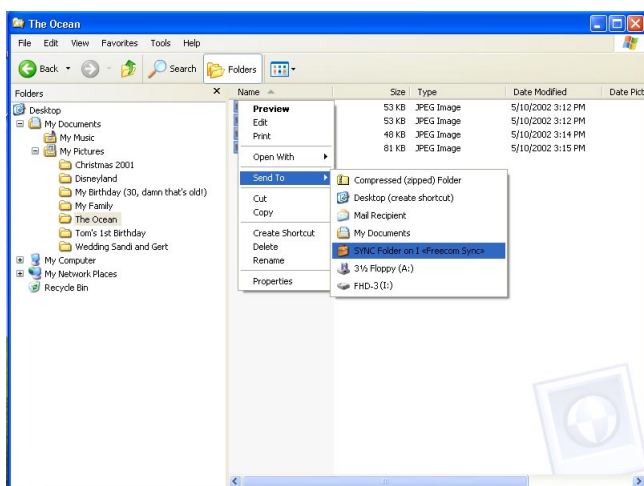 The Ocean
File Edit View Favorites Tools Help
Back Search Folders
Folders
Desktop
My Documents
My Music
My Pictures
Christmas 2001
Disneyland
My Birthday (30, damn that's old!)
My Family
The Ocean
Tom's 1st Birthday
Wedding Sandi and Gert
My Computer
My Network Places
Recycle Bin
Name Size Type Date Modified Date Pict
53 KB JPEG Image 5/10/2002 3:12 PM
53 KB JPEG Image 5/10/2002 3:12 PM
48 KB JPEG Image 5/10/2002 3:14 PM
81 KB JPEG Image 5/10/2002 3:15 PM
Preview
Edit
Print
Open With
Send To
Cut
Copy
Create Shortcut
Delete
Rename
Properties
Compressed (zipped) Folder
Desktop (create shortcut)
Mail Recipient
My Documents
SYNC Folder on I <Freecom Sync>
3½ Floppy (A:)
FHD-3 (I:)